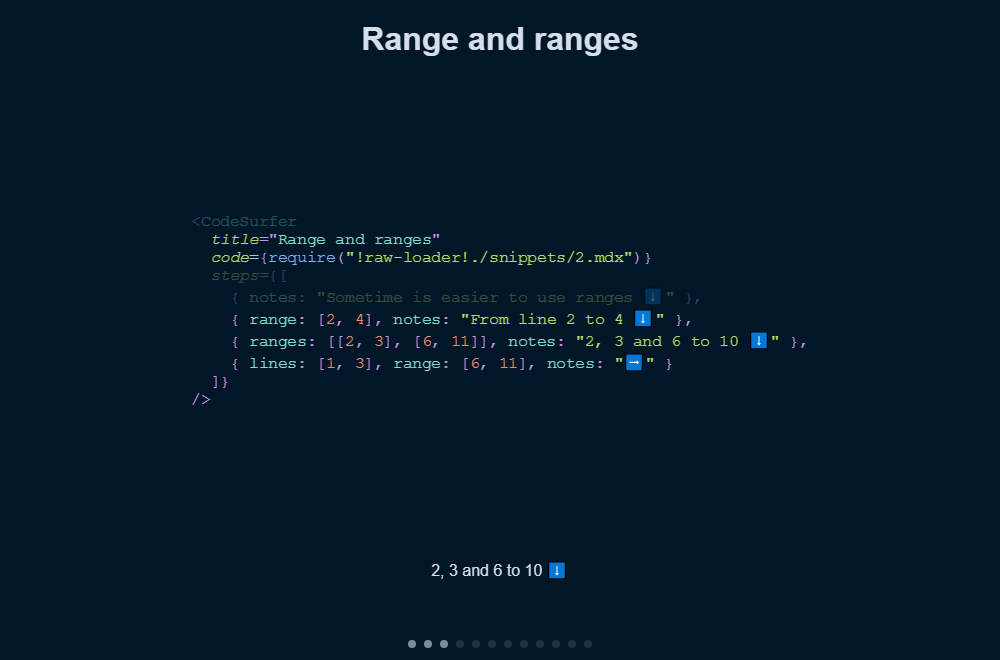 Range and ranges
<CodeSurfer
title="Range and ranges"
code={require("!raw-loader!./snippets/2.mdx")}
steps={[
{ notes: "Sometime is easier to use ranges ⬇️" },
{ range: [2, 4], notes: "From line 2 to 4 ⬇️" },
{ ranges: [[2, 3], [6, 11]], notes: "2, 3 and 6 to 10 ⬇️" },
{ lines: [1, 3], range: [6, 11], notes: "➡️" }
]}
/>
2, 3 and 6 to 10 ⬇️